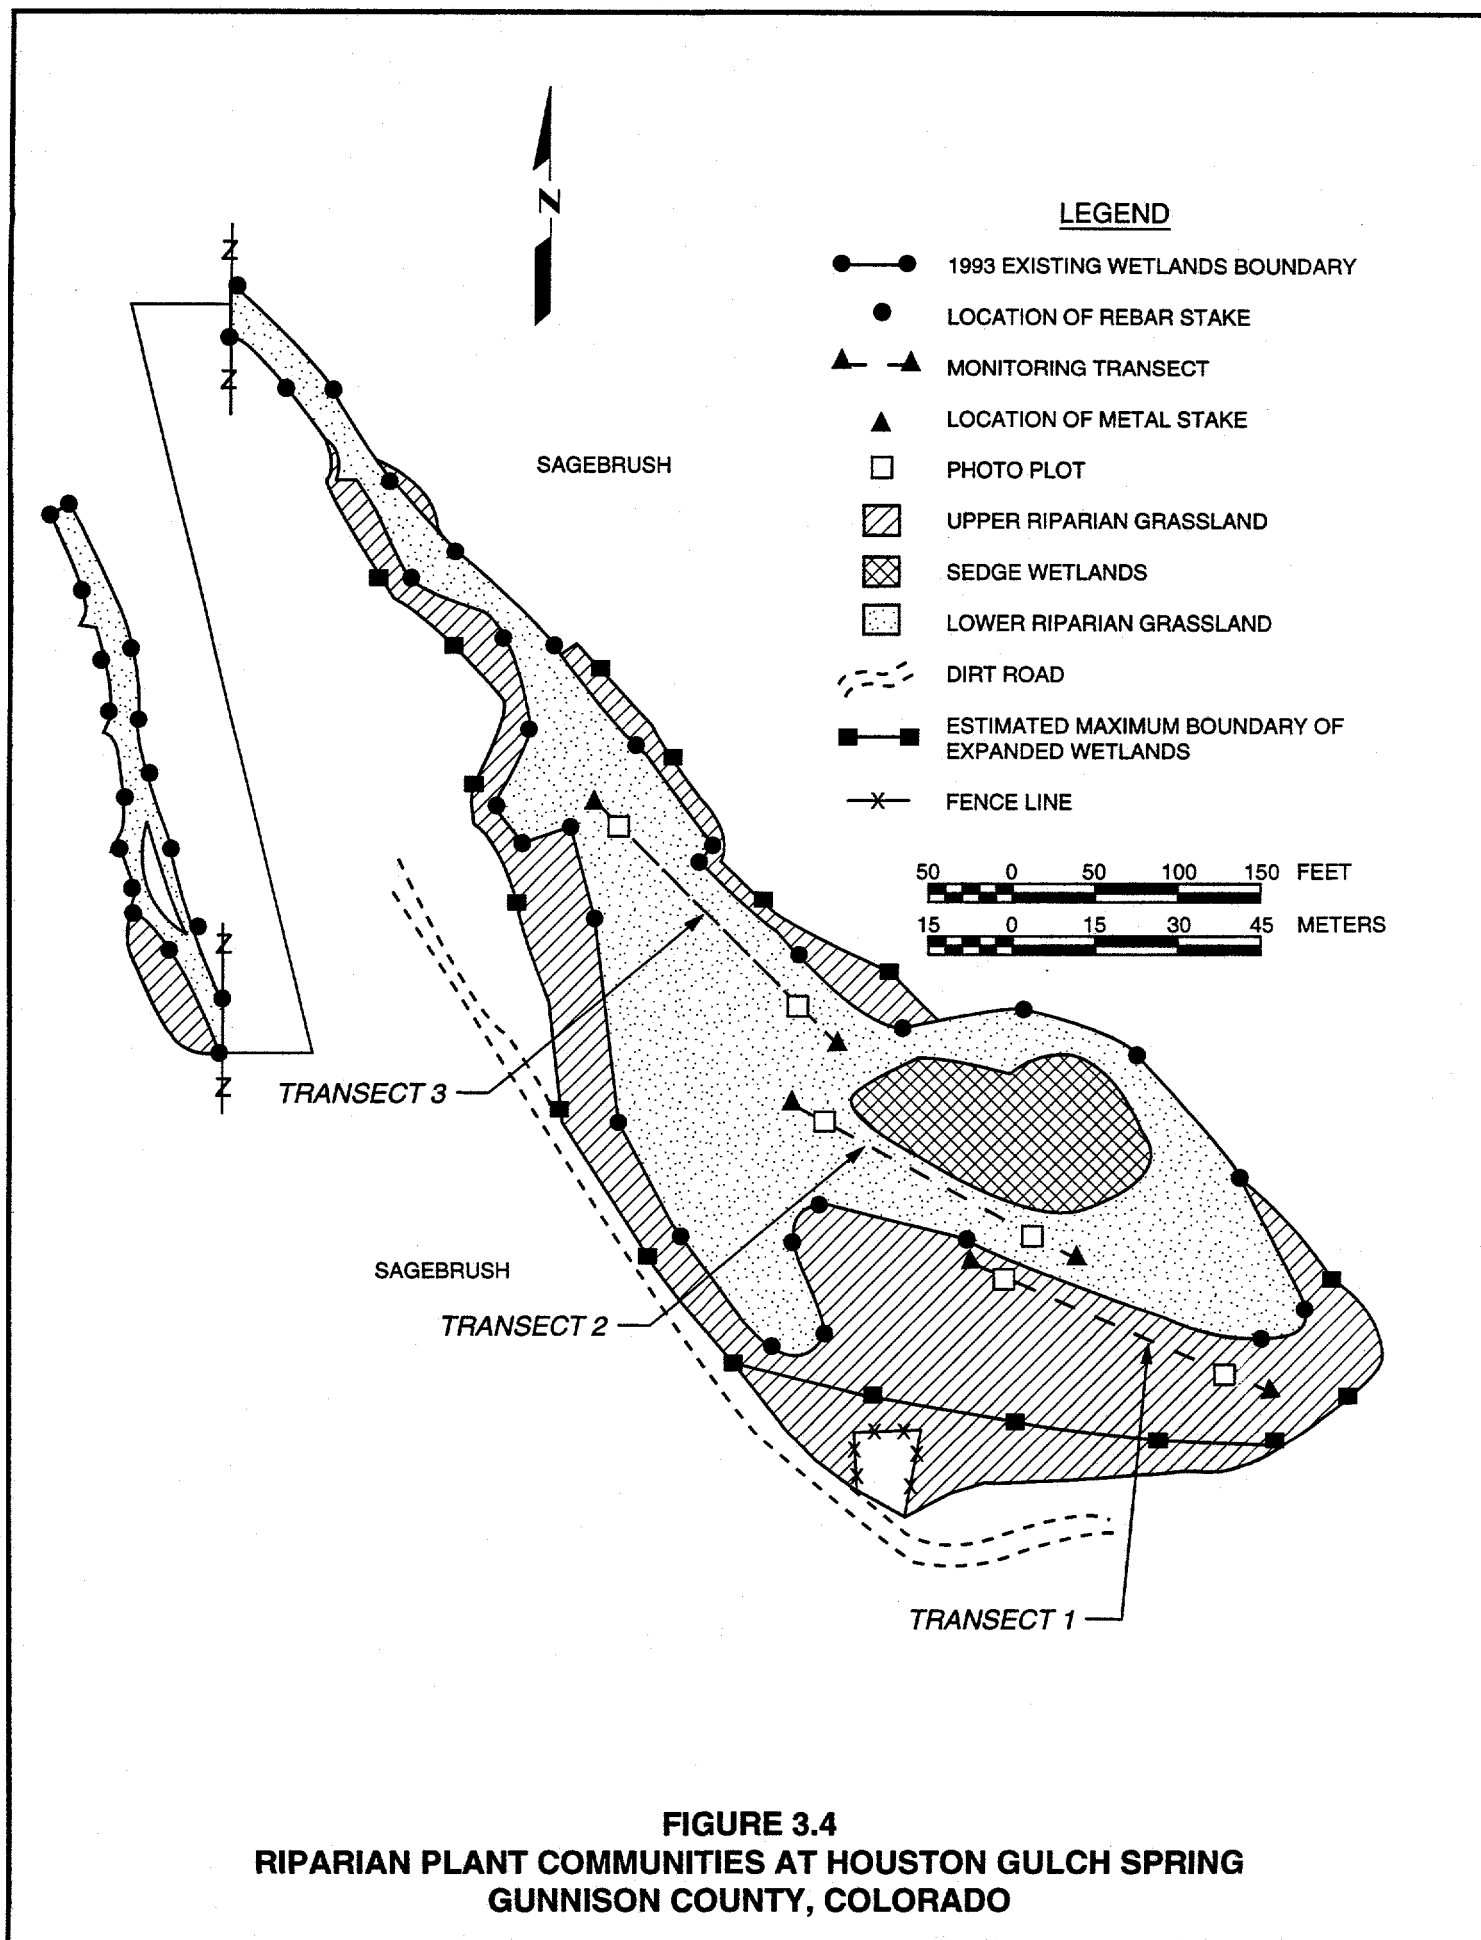 N
LEGEND
1993 EXISTING WETLANDS BOUNDARY
LOCATION OF REBAR STAKE
MONITORING TRANSECT
LOCATION OF METAL STAKE
PHOTO PLOT
UPPER RIPARIAN GRASSLAND
SEDGE WETLANDS
LOWER RIPARIAN GRASSLAND
DIRT ROAD
ESTIMATED MAXIMUM BOUNDARY OF
EXPANDED WETLANDS
FENCE LINE
50 0 50 100 150 FEET
15 0 15 30 45 METERS
SAGEBRUSH
TRANSECT 3
SAGEBRUSH
TRANSECT 2
TRANSECT 1
FIGURE 3.4
RIPARIAN PLANT COMMUNITIES AT HOUSTON GULCH SPRING
GUNNISON COUNTY, COLORADO